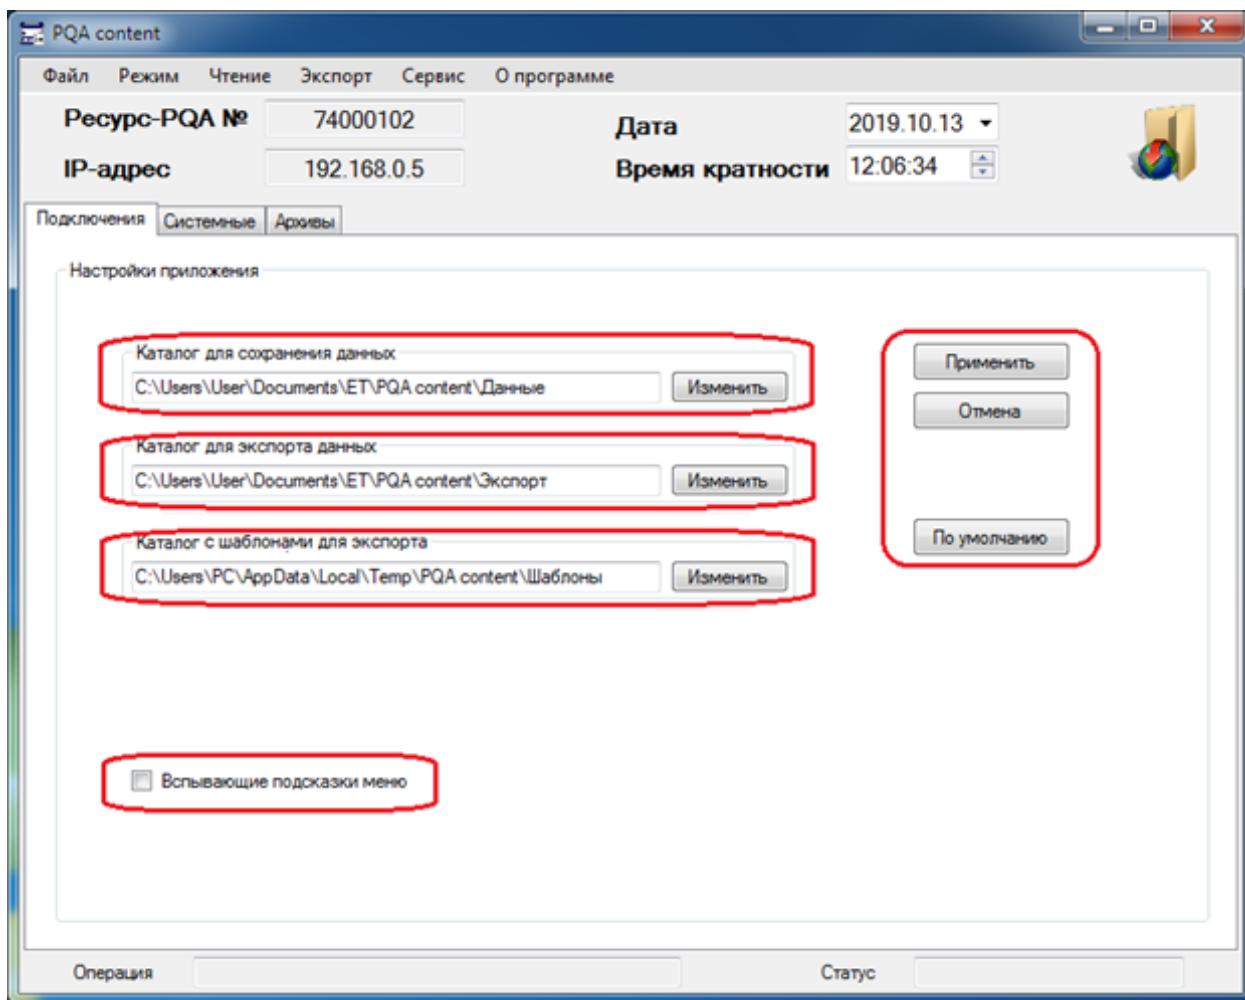 PQA content
Файл Режим Чтение Экспорт Сервис О программе
Ресурс-PQA № 74000102 Дата 2019.10.13
IP-адрес 192.168.0.5 Время кратности 12:06:34
Подключения Системные Архивы
Настройки приложения
Каталог для сохранения данных
C:\Users\User\Documents\ET\PQA content\Данные Изменить
Применить
Отмена
Каталог для экспорта данных
C:\Users\User\Documents\ET\PQA content\Экспорт Изменить
Каталог с шаблонами для экспорта
C:\Users\PC\AppData\Local\Temp\PQA content\Шаблоны Изменить
По умолчанию
Вспывающие подсказки меню
Операция Статус